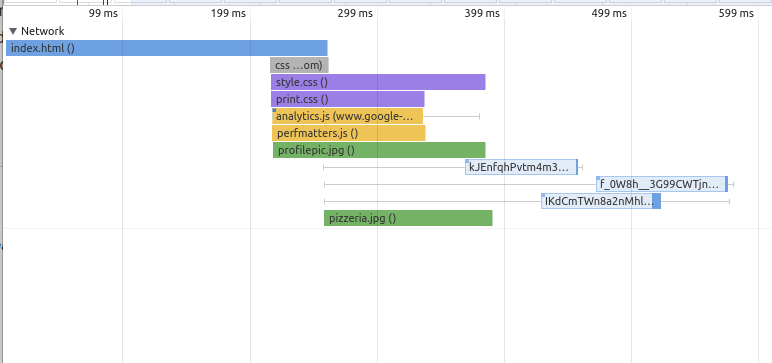 99 ms 199 ms 299 ms 399 ms 499 ms 599 ms
▼ Network
index.html ()
css …om)
style.css ()
print.css ()
analytics.js (www.google-…
perfmatters.js ()
profilepic.jpg ()
kJEnfqhPvtm4m3…
f_0W8h__3G99CWTjn…
IKdCmTWn8a2nMhl…
pizzeria.jpg ()